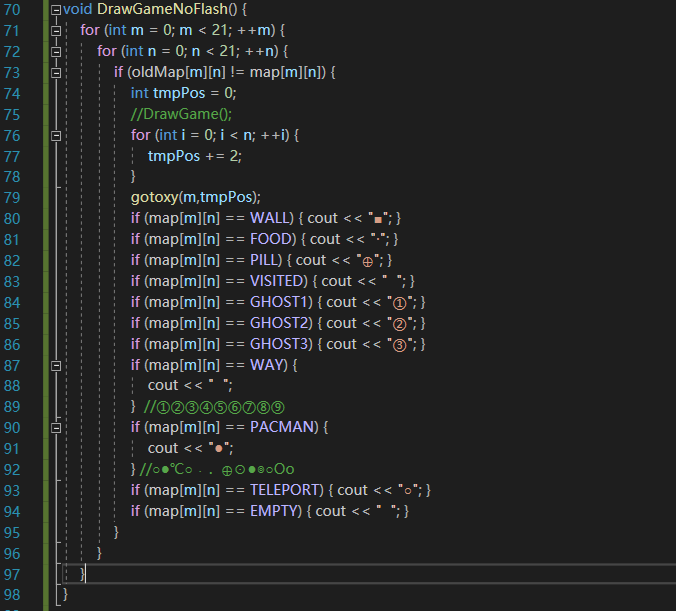 70 void DrawGameNoFlash() {
71 for (int m = 0; m < 21; ++m) {
72 for (int n = 0; n < 21; ++n) {
73 if (oldMap[m][n] != map[m][n]) {
74 int tmpPos = 0;
75 //DrawGame();
76 for (int i = 0; i < n; ++i) {
77 tmpPos += 2;
78 }
79 gotoxy(m,tmpPos);
80 if (map[m][n] == WALL) { cout << "■"; }
81 if (map[m][n] == FOOD) { cout << "·"; }
82 if (map[m][n] == PILL) { cout << "⊕"; }
83 if (map[m][n] == VISITED) { cout << "  "; }
84 if (map[m][n] == GHOST1) { cout << "①"; }
85 if (map[m][n] == GHOST2) { cout << "②"; }
86 if (map[m][n] == GHOST3) { cout << "③"; }
87 if (map[m][n] == WAY) {
88 cout << "  ";
89 } //①②③④⑤⑥⑦⑧⑨
90 if (map[m][n] == PACMAN) {
91 cout << "●";
92 } //○●℃○ · . ⊕⊙●◎○Oo
93 if (map[m][n] == TELEPORT) { cout << "○"; }
94 if (map[m][n] == EMPTY) { cout << "  "; }
95 }
96 }
97 }
98 }